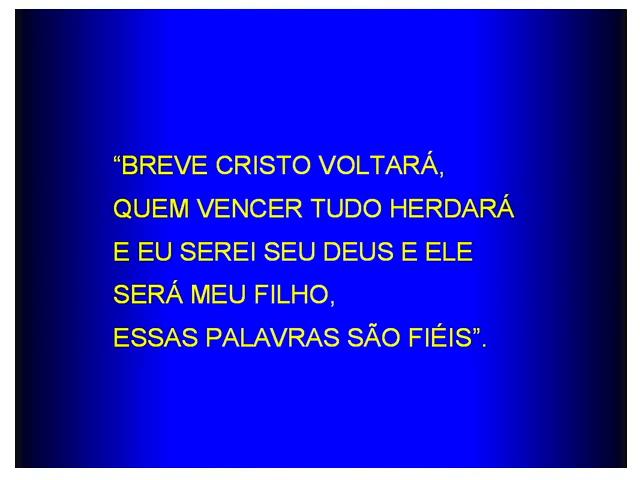 “BREVE CRISTO VOLTARÁ,
QUEM VENCER TUDO HERDARÁ
E EU SEREI SEU DEUS E ELE
SERÁ MEU FILHO,
ESSAS PALAVRAS SÃO FIÉIS”.